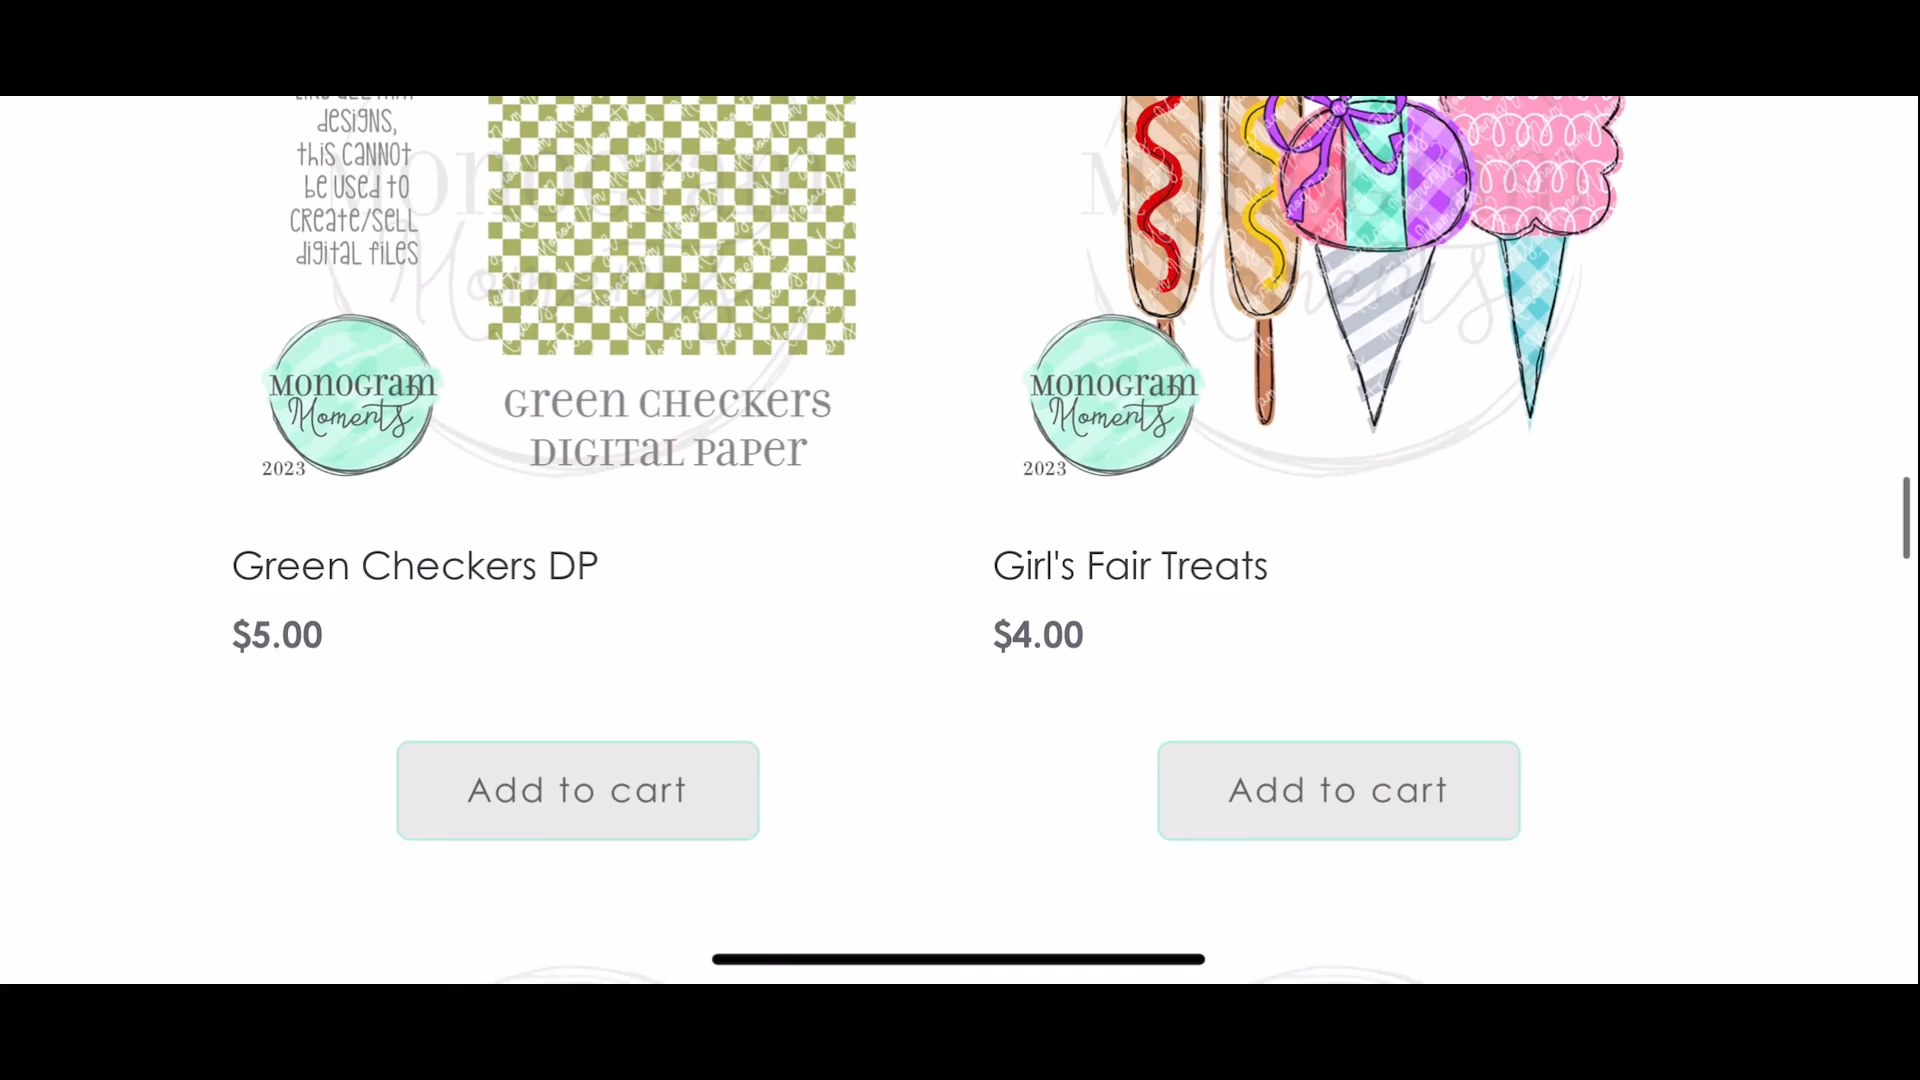 designs,
this cannot
be used to
create/sell
digital files
Monogram
Moments
2023
Green Checkers
Digital Paper
Monogram
Moments
2023
Green Checkers DP
$5.00
Add to cart
Girl's Fair Treats
$4.00
Add to cart